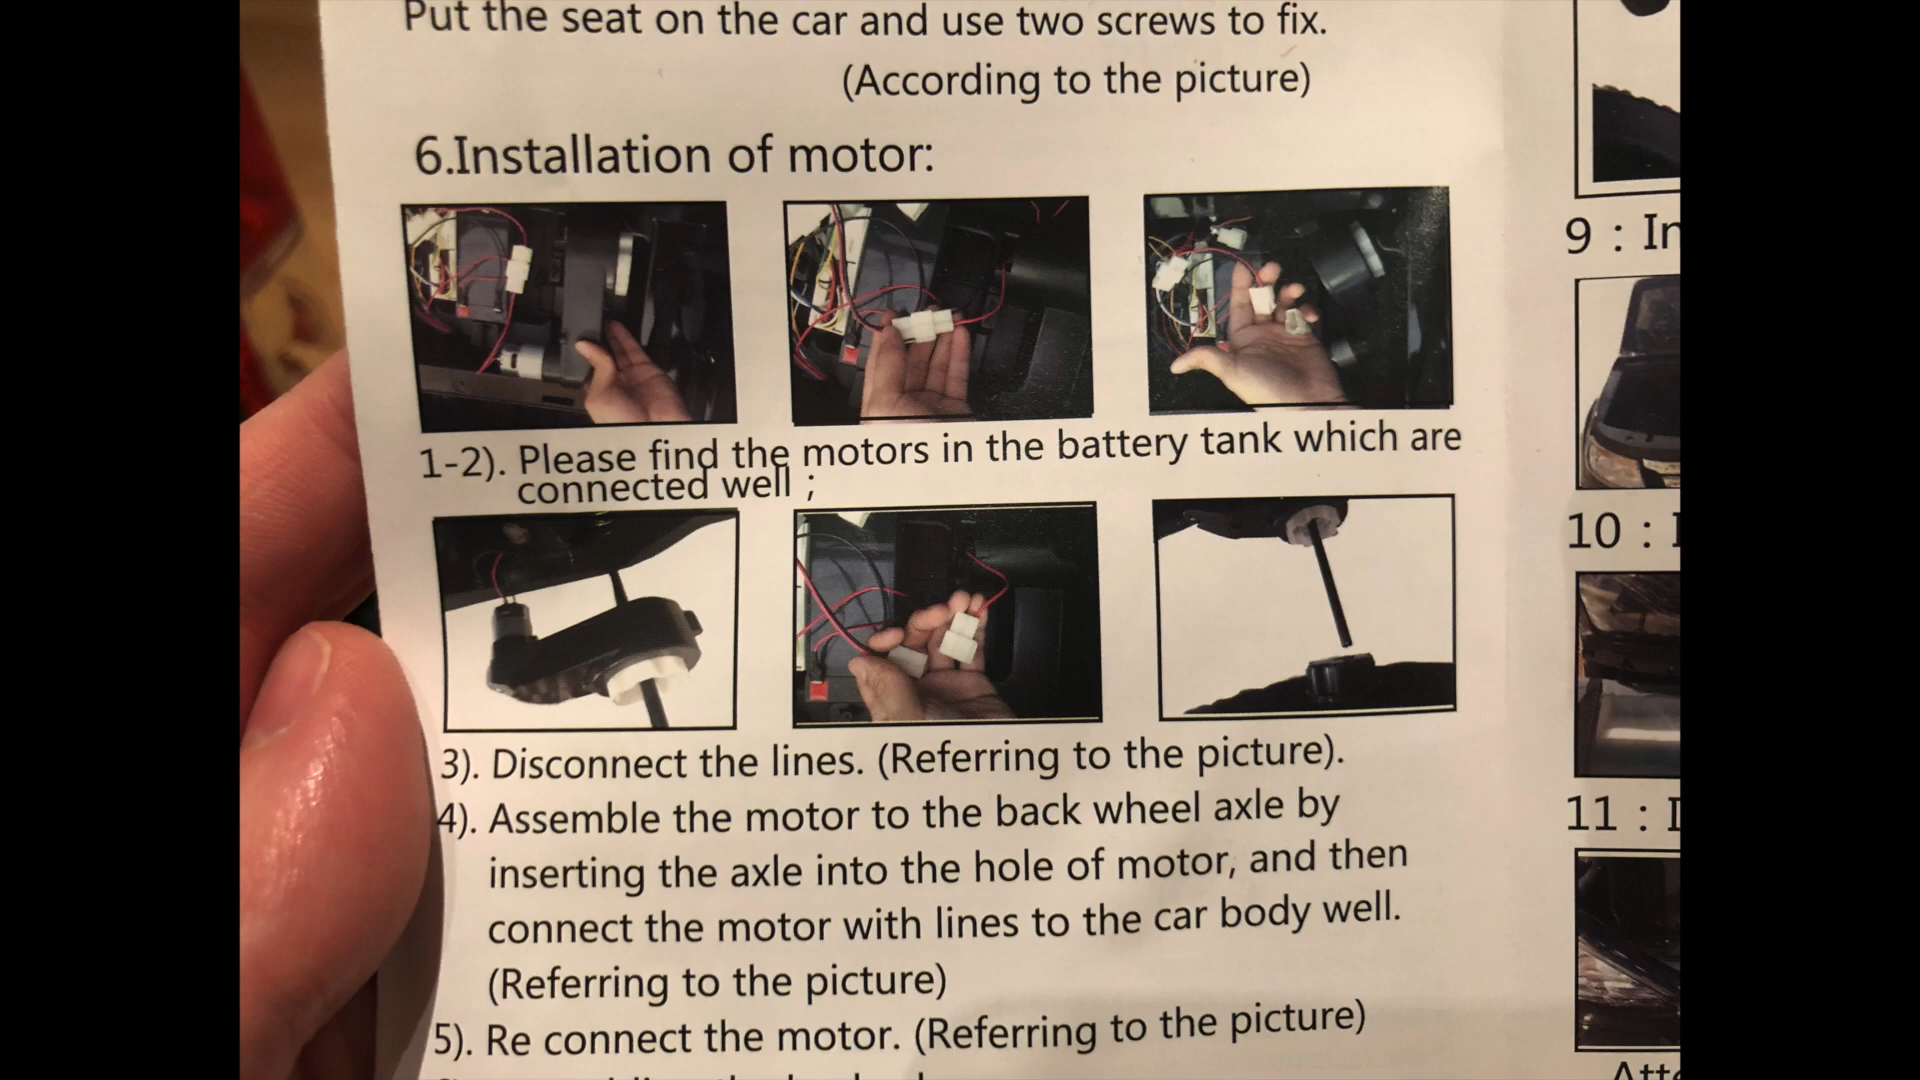 Put the seat on the car and use two screws to fix.
(According to the picture)
6.Installation of motor:
1-2). Please find the motors in the battery tank which are
connected well ;
3). Disconnect the lines. (Referring to the picture).
4). Assemble the motor to the back wheel axle by
inserting the axle into the hole of motor, and then
connect the motor with lines to the car body well.
(Referring to the picture)
5). Re connect the motor. (Referring to the picture)
9 : In
10 :
11 :
Atte